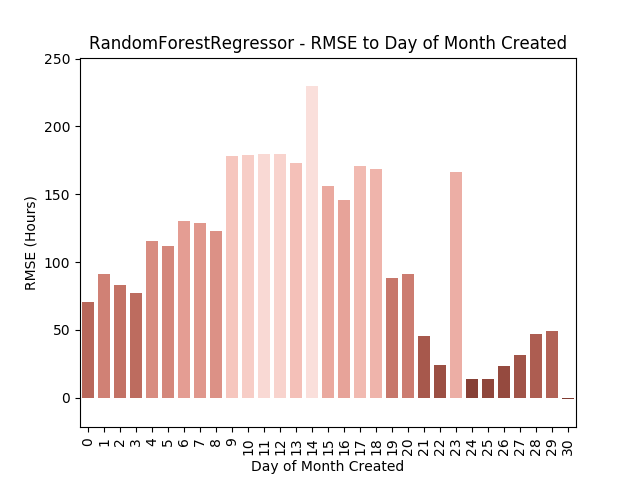 RandomForestRegressor - RMSE to Day of Month Created
250
200
150
100
50
0
RMSE (Hours)
0 1 2 3 4 5 6 7 8 9 10 11 12 13 14 15 16 17 18 19 20 21 22 23 24 25 26 27 28 29 30
Day of Month Created